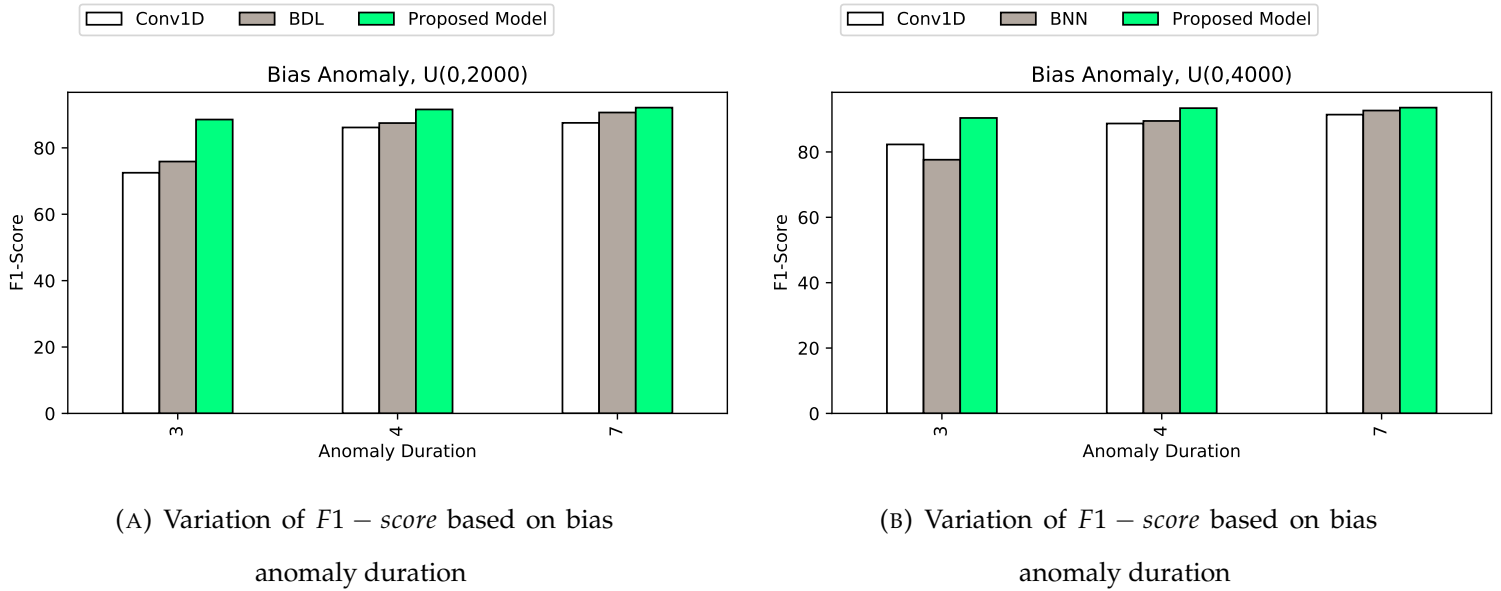 Conv1D BDL Proposed Model
Bias Anomaly, U(0,2000)
F1-Score
80
60
40
20
0
3 4 7
Anomaly Duration
(A) Variation of F1 − score based on bias
anomaly duration
Conv1D BNN Proposed Model
Bias Anomaly, U(0,4000)
F1-Score
80
60
40
20
0
3 4 7
Anomaly Duration
(B) Variation of F1 − score based on bias
anomaly duration